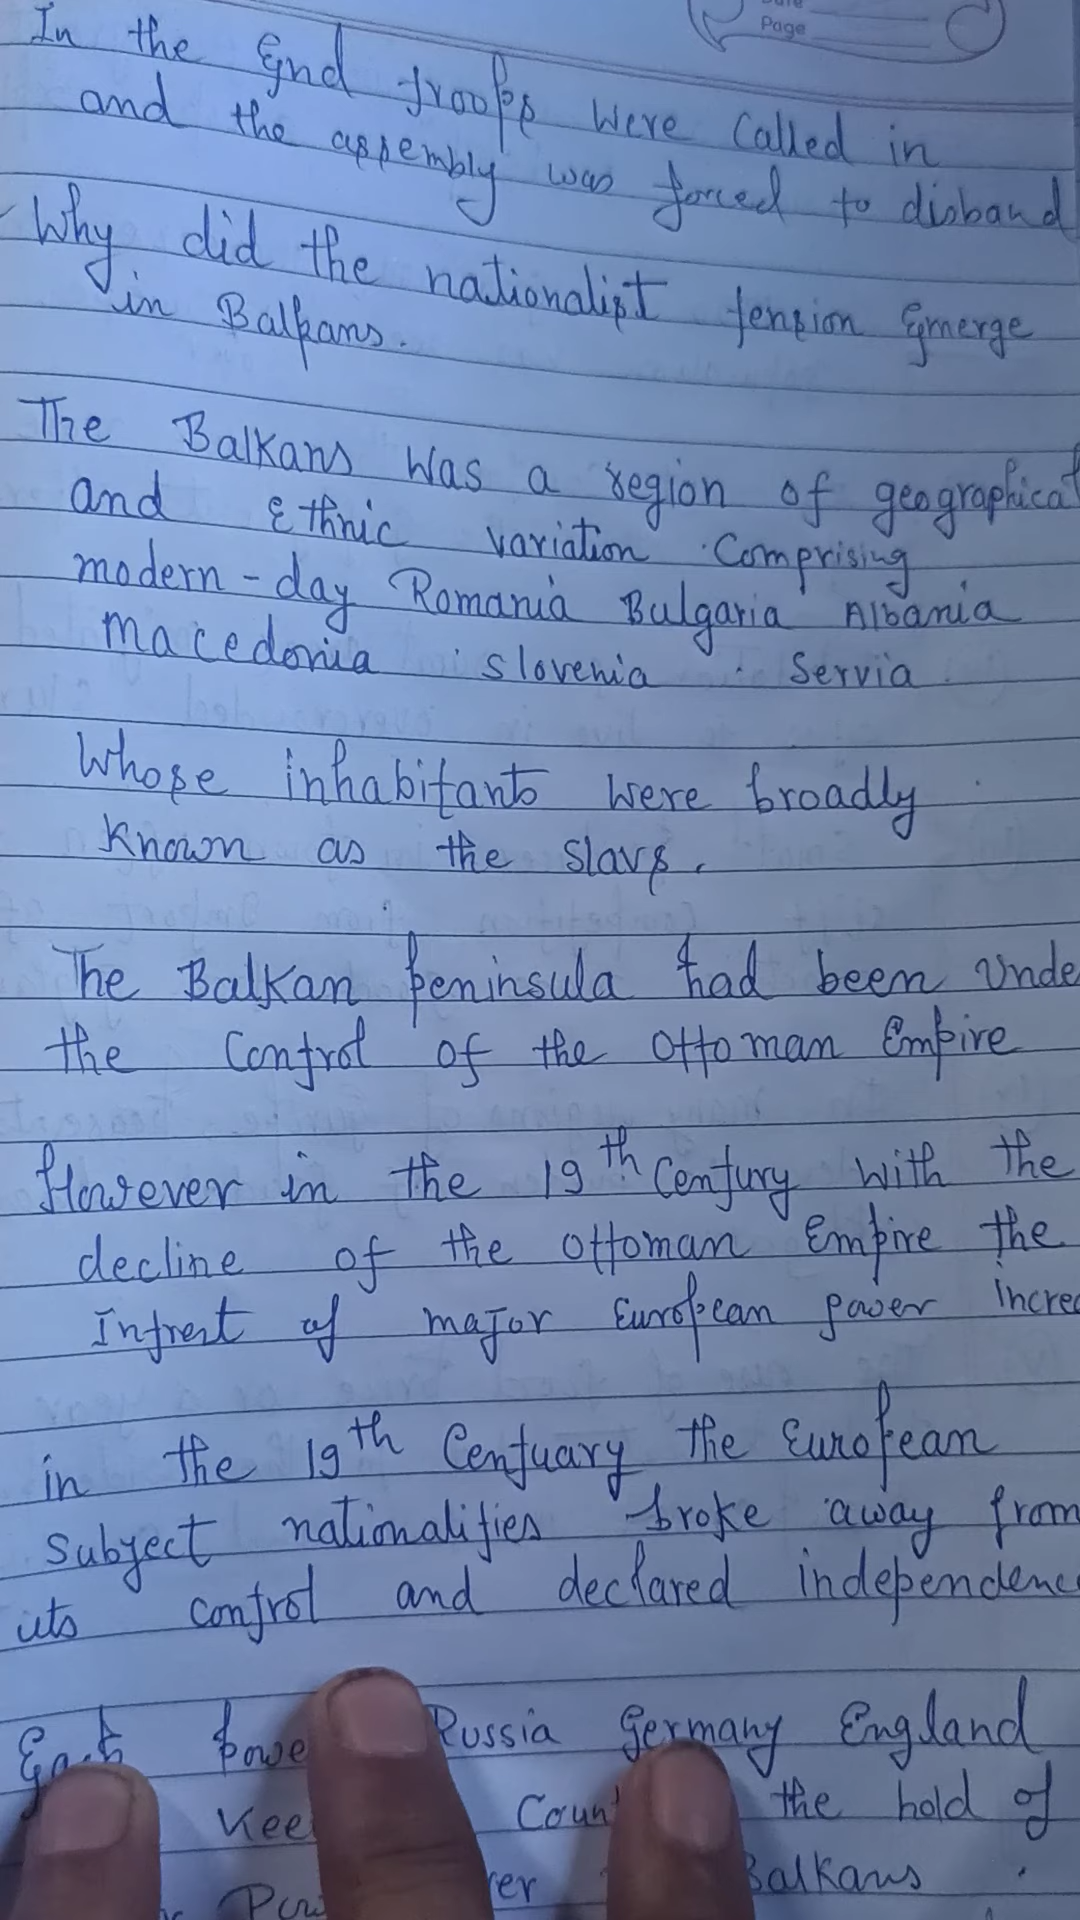 Page
In the End troops were Called in
and the assembly was forced to disband
Why did the nationalist tension Emerge
in Balkans.
The Balkans was a region of geographical
and Ethnic variation Comprising
modern-day Romania Bulgaria Albania
Macedonia slovenia Servia
Whose inhabitants were broadly
known as the slavs.
The Balkan peninsula had been Unde
the Control of the Ottoman Empire
However in the 19th Century with the
decline of the Ottoman Empire the
Intrest of major European power increa
in the 19th Centuary the European
subject nationalities broke away from
its control and declared independenc
Russia Germany England
Coun the hold of
Balkans